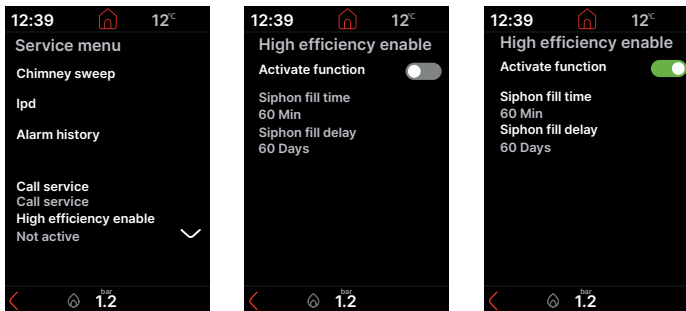 12:39 12°C
Service menu
Chimney sweep
Ipd
Alarm history
Call service
Call service
High efficiency enable
Not active
bar
1.2
12:39 12°C
High efficiency enable
Activate function
Siphon fill time
60 Min
Siphon fill delay
60 Days
bar
1.2
12:39 12°C
High efficiency enable
Activate function
Siphon fill time
60 Min
Siphon fill delay
60 Days
bar
1.2